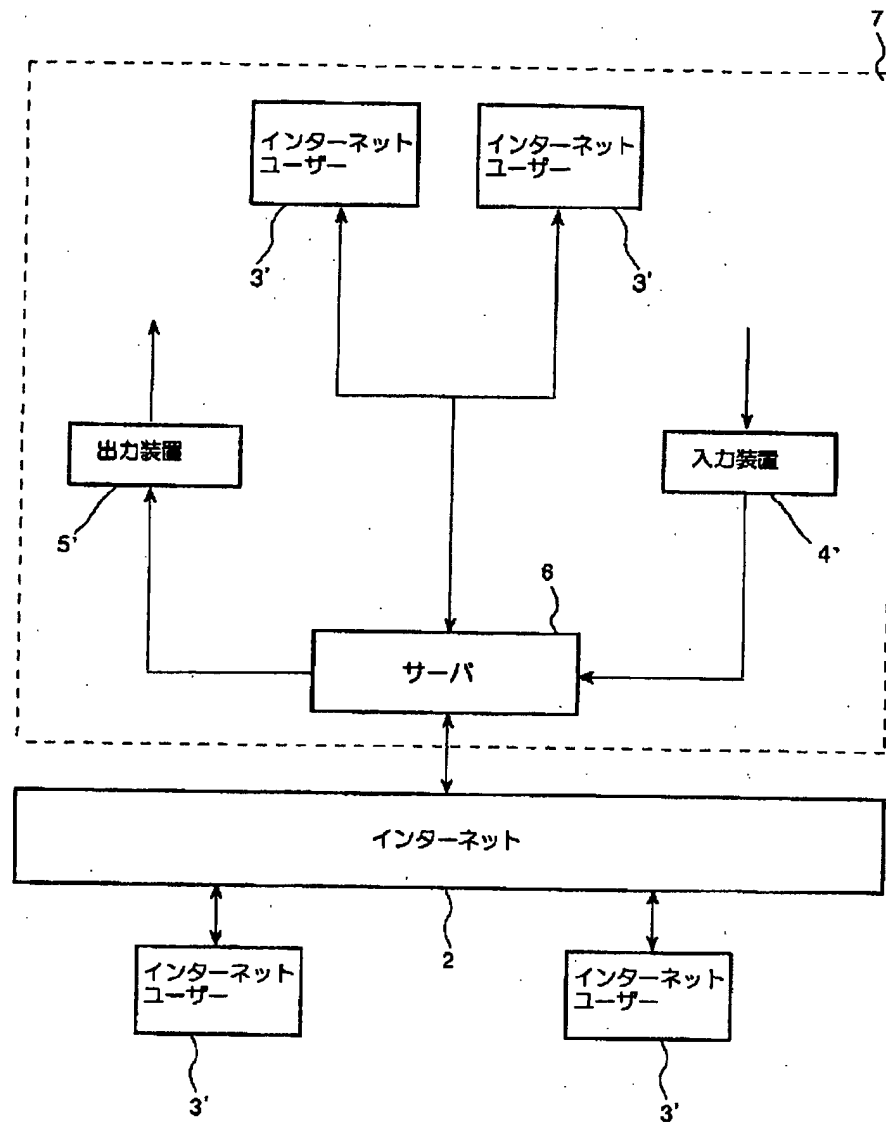 7
インターネット
ユーザー
インターネット
ユーザー
3'
3'
出力装置
入力装置
5'
4'
6
サーバ
インターネット
2
インターネット
ユーザー
インターネット
ユーザー
3'
3'